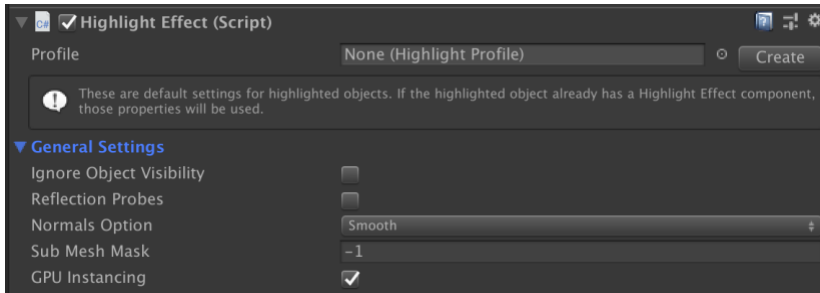 Highlight Effect (Script)
Profile None (Highlight Profile) Create
These are default settings for highlighted objects. If the highlighted object already has a Highlight Effect component,
those properties will be used.
General Settings
Ignore Object Visibility
Reflection Probes
Normals Option Smooth
Sub Mesh Mask -1
GPU Instancing